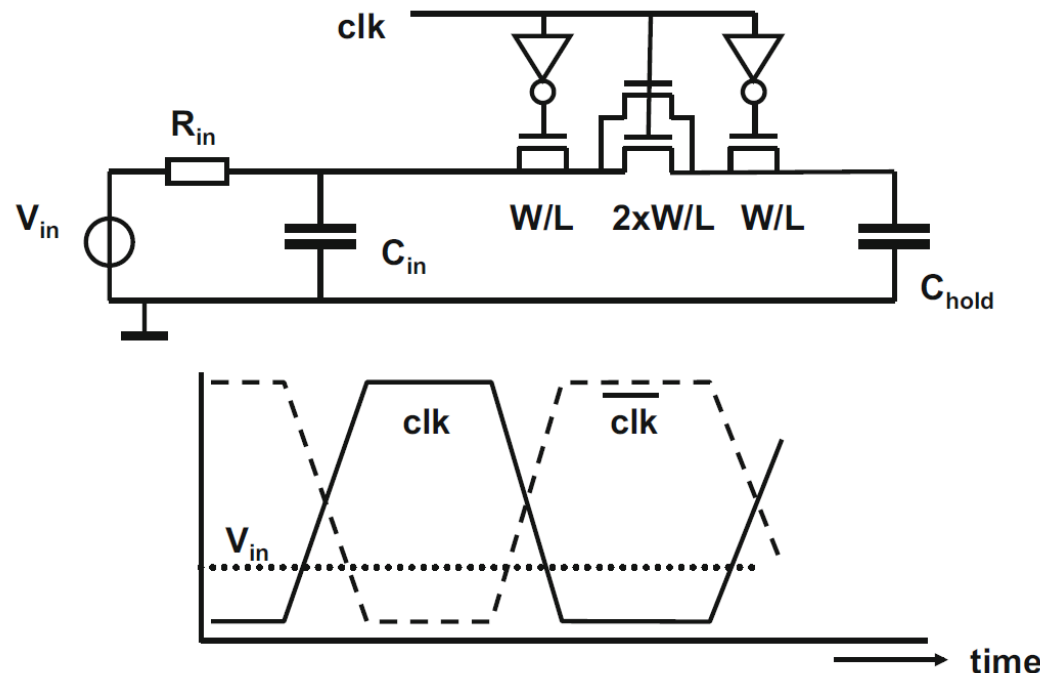 clk
R_in
V_in
C_in
W/L 2xW/L W/L
C_hold
clk
clk
V_in
time